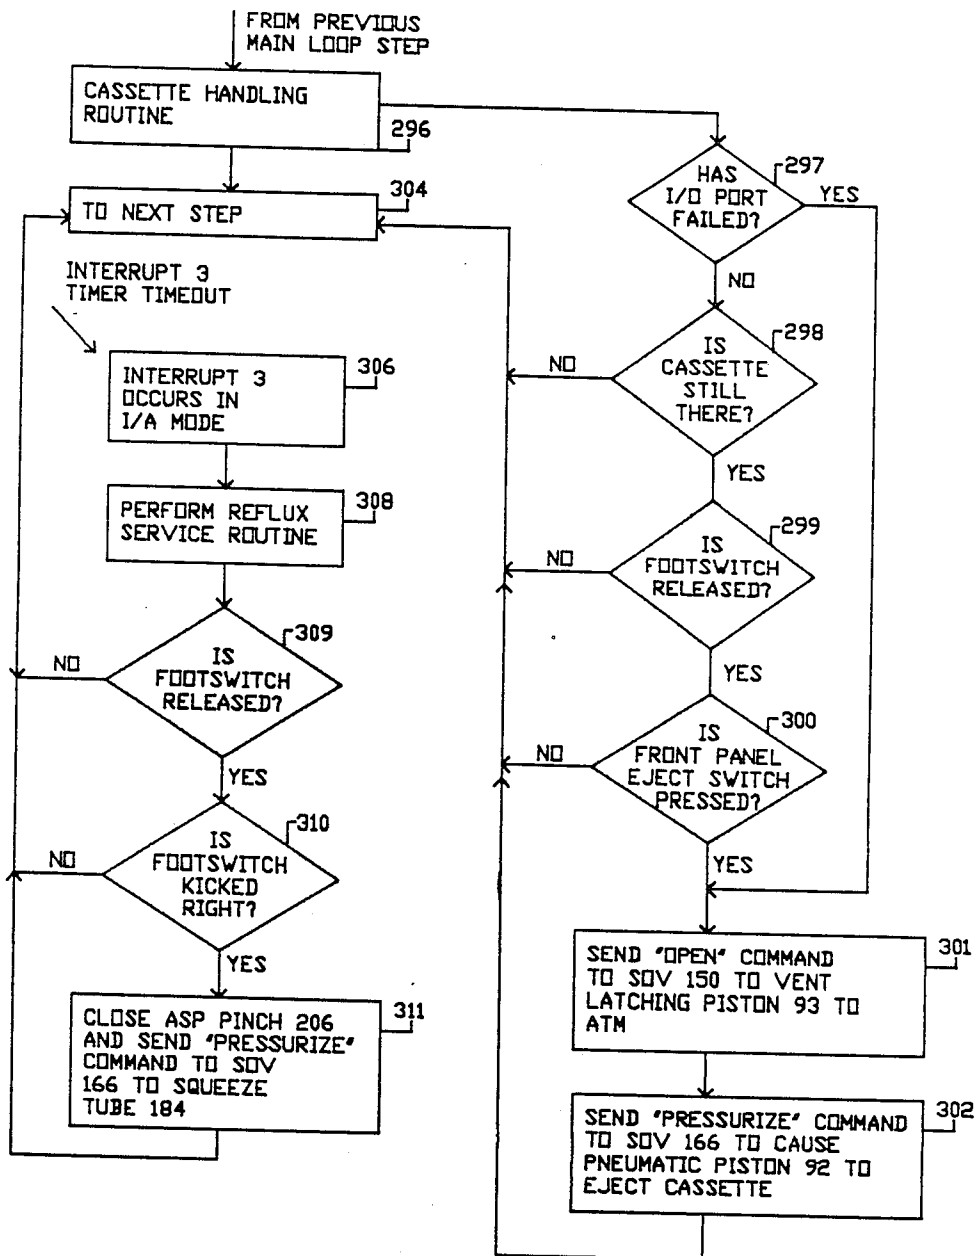 FROM PREVIOUS
MAIN LOOP STEP
CASSETTE HANDLING
ROUTINE
296
304
TO NEXT STEP
297
HAS
I/O PORT
FAILED?
YES
NO
298
IS
CASSETTE
STILL
THERE?
NO
YES
299
IS
FOOTSWITCH
RELEASED?
NO
YES
300
IS
FRONT PANEL
EJECT SWITCH
PRESSED?
NO
YES
301
SEND "OPEN" COMMAND
TO SOV 150 TO VENT
LATCHING PISTON 93 TO
ATM
302
SEND "PRESSURIZE" COMMAND
TO SOV 166 TO CAUSE
PNEUMATIC PISTON 92 TO
EJECT CASSETTE
INTERRUPT 3
TIMER TIMEOUT
306
INTERRUPT 3
OCCURS IN
I/A MODE
308
PERFORM REFLUX
SERVICE ROUTINE
309
IS
FOOTSWITCH
RELEASED?
NO
YES
310
IS
FOOTSWITCH
KICKED
RIGHT?
NO
YES
311
CLOSE ASP PINCH 206
AND SEND "PRESSURIZE"
COMMAND TO SOV
166 TO SQUEEZE
TUBE 184